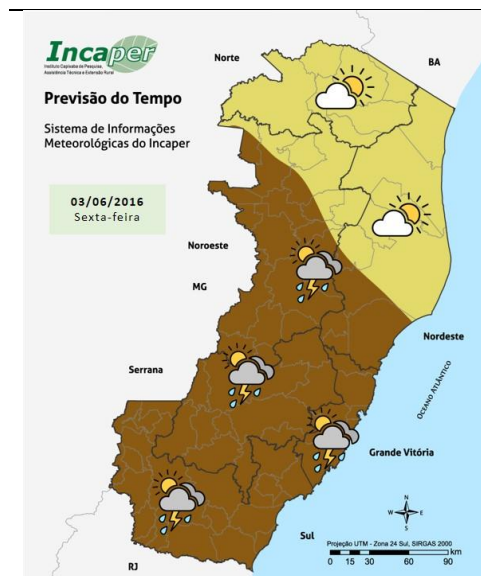 Incaper
Instituto Capixaba de Pesquisa,
Assistência Técnica e Extensão Rural
Previsão do Tempo
Sistema de Informações
Meteorológicas do Incaper
03/06/2016
Sexta-feira
Norte
BA
Noroeste
MG
Nordeste
Serrana
OCEANO ATLÂNTICO
Grande Vitória
Sul
RJ
N
W
E
S
Projeção UTM - Zona 24 Sul, SIRGAS 2000
km
0 15 30 60 90